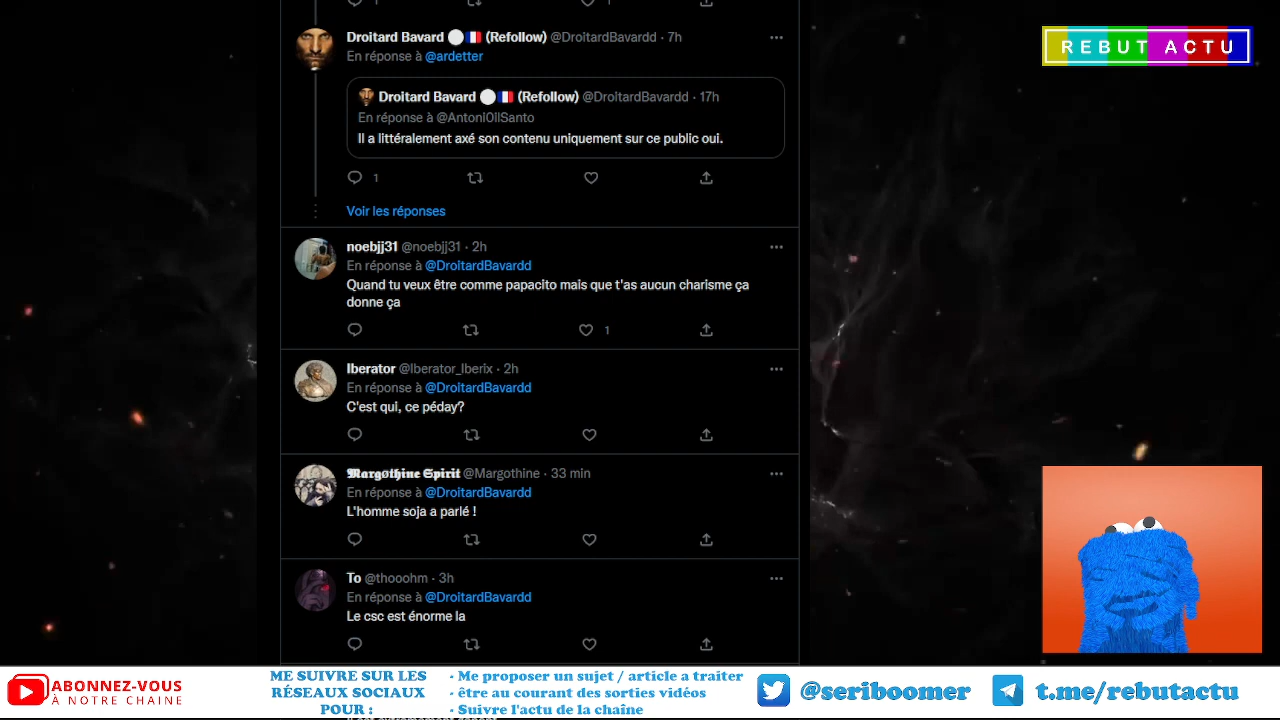 Droitard Bavard (Refollow) @DroitardBavardd · 7h
En réponse à @ardetter
Droitard Bavard (Refollow) @DroitardBavardd · 17h
En réponse à @Antoni0llSanto
Il a littéralement axé son contenu uniquement sur ce public oui.
1
Voir les réponses
noebjj31 @noebjj31 · 2h
En réponse à @DroitardBavardd
Quand tu veux être comme papacito mais que t'as aucun charisme ça
donne ça
1
Iberator @Iberator_Iberix · 2h
En réponse à @DroitardBavardd
C'est qui, ce péday?
𝕸𝖆𝖗𝖌ø𝖙𝖍𝖎𝖓𝖊 𝕾𝖕𝖎𝖗𝖎𝖙 @Margothine · 33 min
En réponse à @DroitardBavardd
L'homme soja a parlé !
To @thooohm · 3h
En réponse à @DroitardBavardd
Le csc est énorme la
REBUT ACTU
ABONNEZ-VOUS
À NOTRE CHAINE
ME SUIVRE SUR LES
RÉSEAUX SOCIAUX
POUR :
- Me proposer un sujet / article a traiter
- être au courant des sorties vidéos
- Suivre l'actu de la chaîne
@seriboomer
t.me/rebutactu